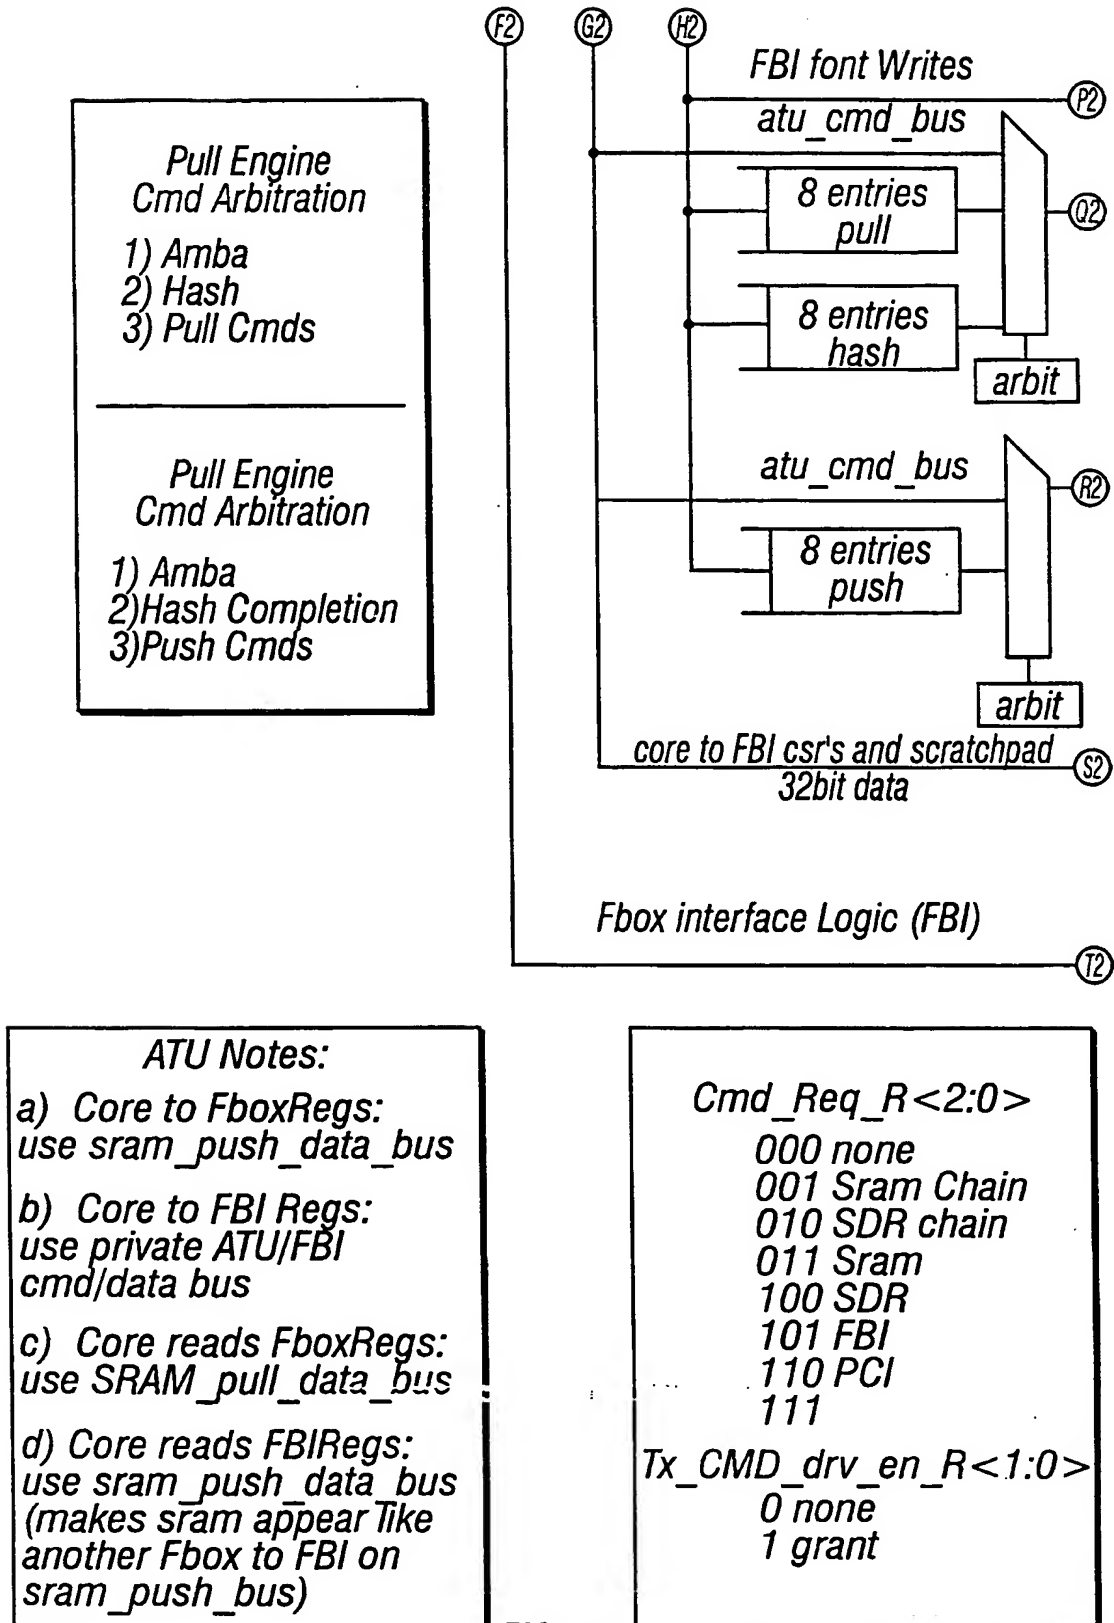 F2 G2 H2
FBI font Writes
P2
atu_cmd_bus
8 entries
pull
Q2
8 entries
hash
arbit
atu_cmd_bus
R2
8 entries
push
arbit
core to FBI csr's and scratchpad
32bit data
S2
Fbox interface Logic (FBI)
T2
Pull Engine
Cmd Arbitration
1) Amba
2) Hash
3) Pull Cmds
Pull Engine
Cmd Arbitration
1) Amba
2)Hash Completion
3)Push Cmds
ATU Notes:
a) Core to FboxRegs:
use sram_push_data_bus
b) Core to FBI Regs:
use private ATU/FBI
cmd/data bus
c) Core reads FboxRegs:
use SRAM_pull_data_bus
d) Core reads FBIRegs:
use sram_push_data_bus
(makes sram appear like
another Fbox to FBI on
sram_push_bus)
Cmd_Req_R<2:0>
000 none
001 Sram Chain
010 SDR chain
011 Sram
100 SDR
101 FBI
110 PCI
111
Tx_CMD_drv_en_R<1:0>
0 none
1 grant